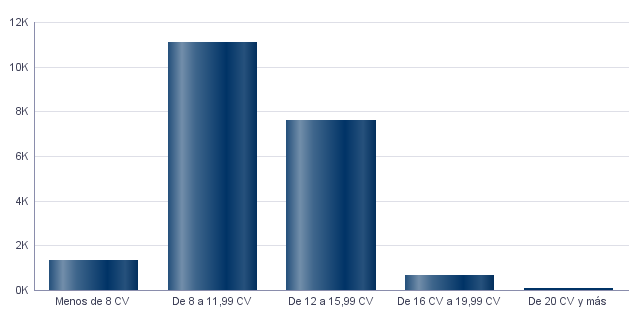 12K
10K
8K
6K
4K
2K
0K
Menos de 8 CV De 8 a 11,99 CV De 12 a 15,99 CV De 16 CV a 19,99 CV De 20 CV y más